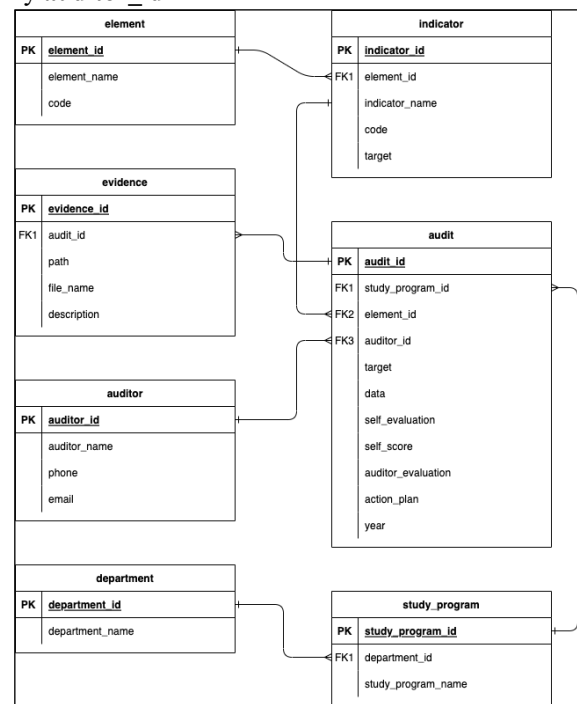 element
PK element_id
element_name
code
indicator
PK indicator_id
FK1 element_id
indicator_name
code
target
evidence
PK evidence_id
FK1 audit_id
path
file_name
description
audit
PK audit_id
FK1 study_program_id
FK2 element_id
FK3 auditor_id
target
data
self_evaluation
self_score
auditor_evaluation
action_plan
year
auditor
PK auditor_id
auditor_name
phone
email
department
PK department_id
department_name
study_program
PK study_program_id
FK1 department_id
study_program_name